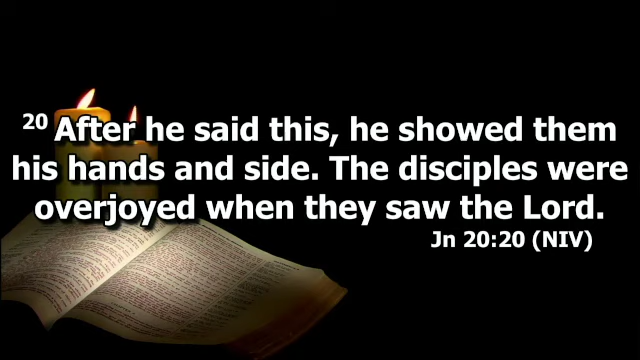 20 After he said this, he showed them
his hands and side. The disciples were
overjoyed when they saw the Lord.
Jn 20:20 (NIV)